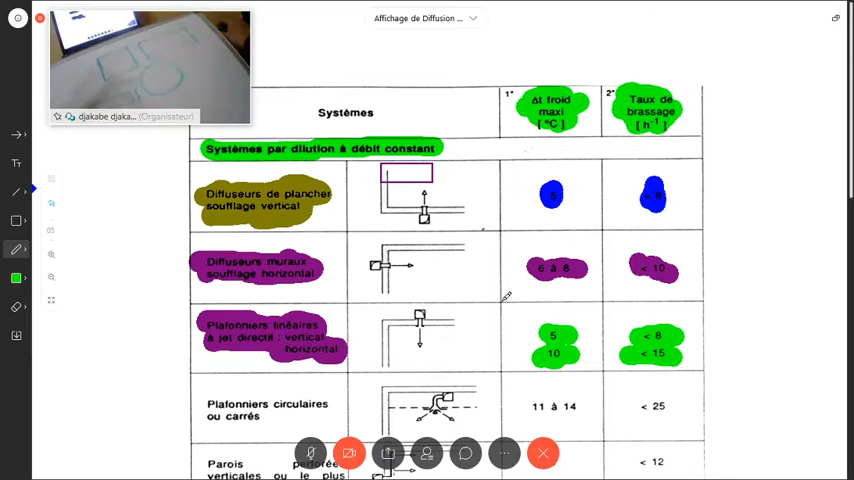 Affichage de Diffusion ...
djakabe djaka... (Organisateur)
Systèmes
1°
Δt froid
maxi
[ °C ]
2°
Taux de
brassage
[ h⁻¹ ]
Systèmes par dilution à débit constant
Diffuseurs de plancher
soufflage vertical
Diffuseurs muraux
soufflage horizontal
6 à 8
< 10
Plafonniers linéaires
à jet directif : vertical
horizontal
5
< 8
10
< 15
Plafonniers circulaires
ou carrés
11 à 14
< 25
Parois perforée
verticales ou le plus
< 12